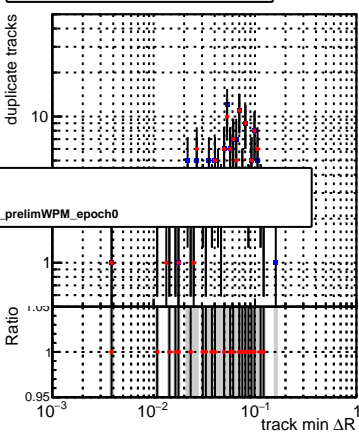 duplicate tracks
10
_prelimWPM_epoch0
1
Ratio
1.05
1
0.95
10⁻³
10⁻²
10⁻¹
1
track min ΔR